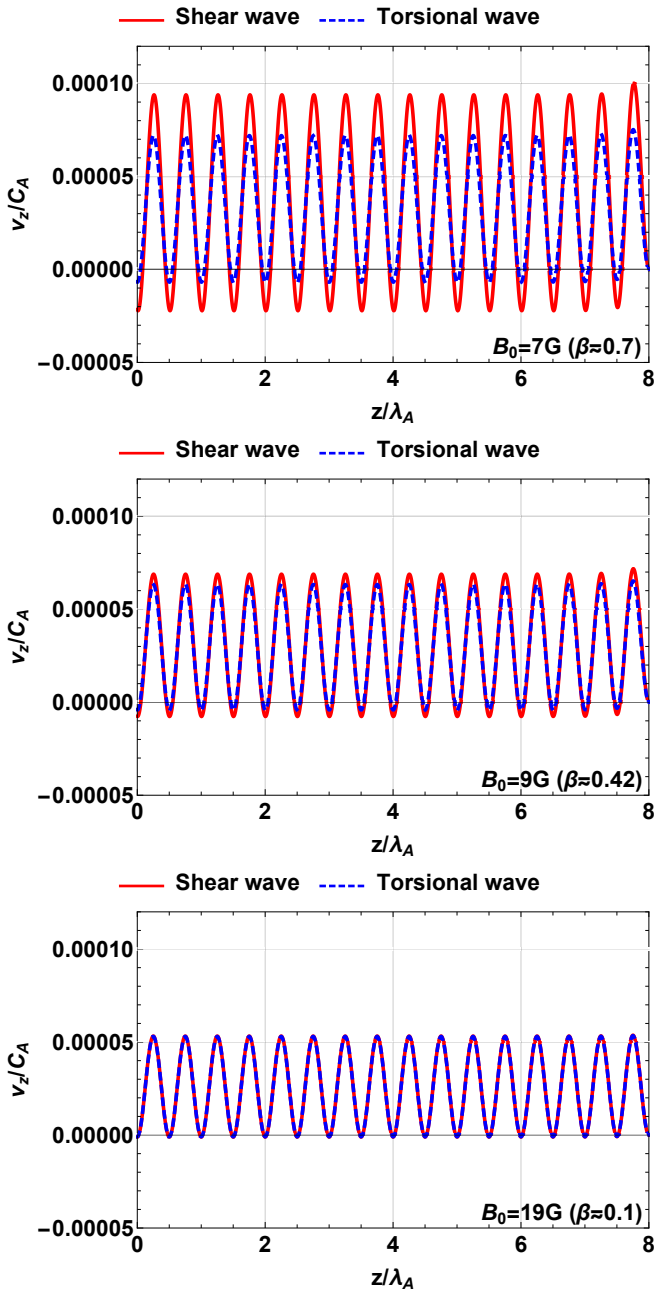 Shear wave Torsional wave
0.00010
0.00005
0.00000
−0.00005
v_z/C_A
B_0=7G (β≈0.7)
0 2 4 6 8
z/λ_A
Shear wave Torsional wave
0.00010
0.00005
0.00000
−0.00005
v_z/C_A
B_0=9G (β≈0.42)
0 2 4 6 8
z/λ_A
Shear wave Torsional wave
0.00010
0.00005
0.00000
−0.00005
v_z/C_A
B_0=19G (β≈0.1)
0 2 4 6 8
z/λ_A